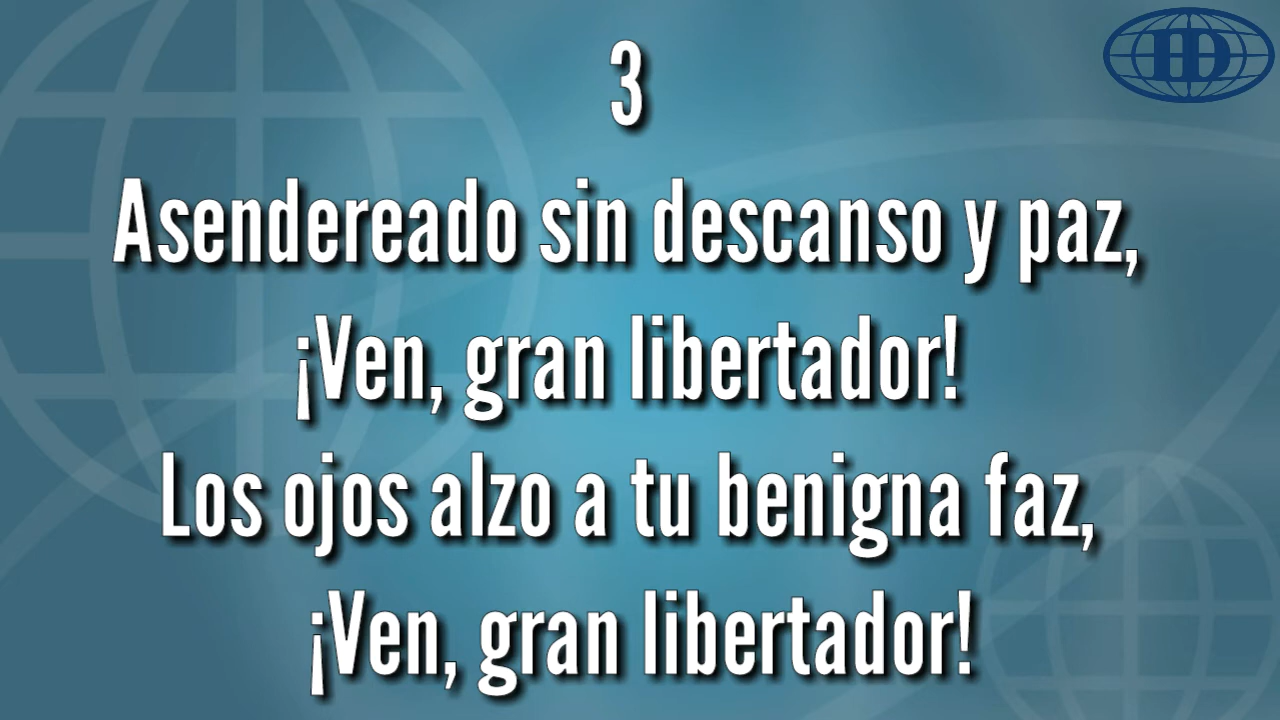 3
Asendereado sin descanso y paz,
¡Ven, gran libertador!
Los ojos alzo a tu benigna faz,
¡Ven, gran libertador!